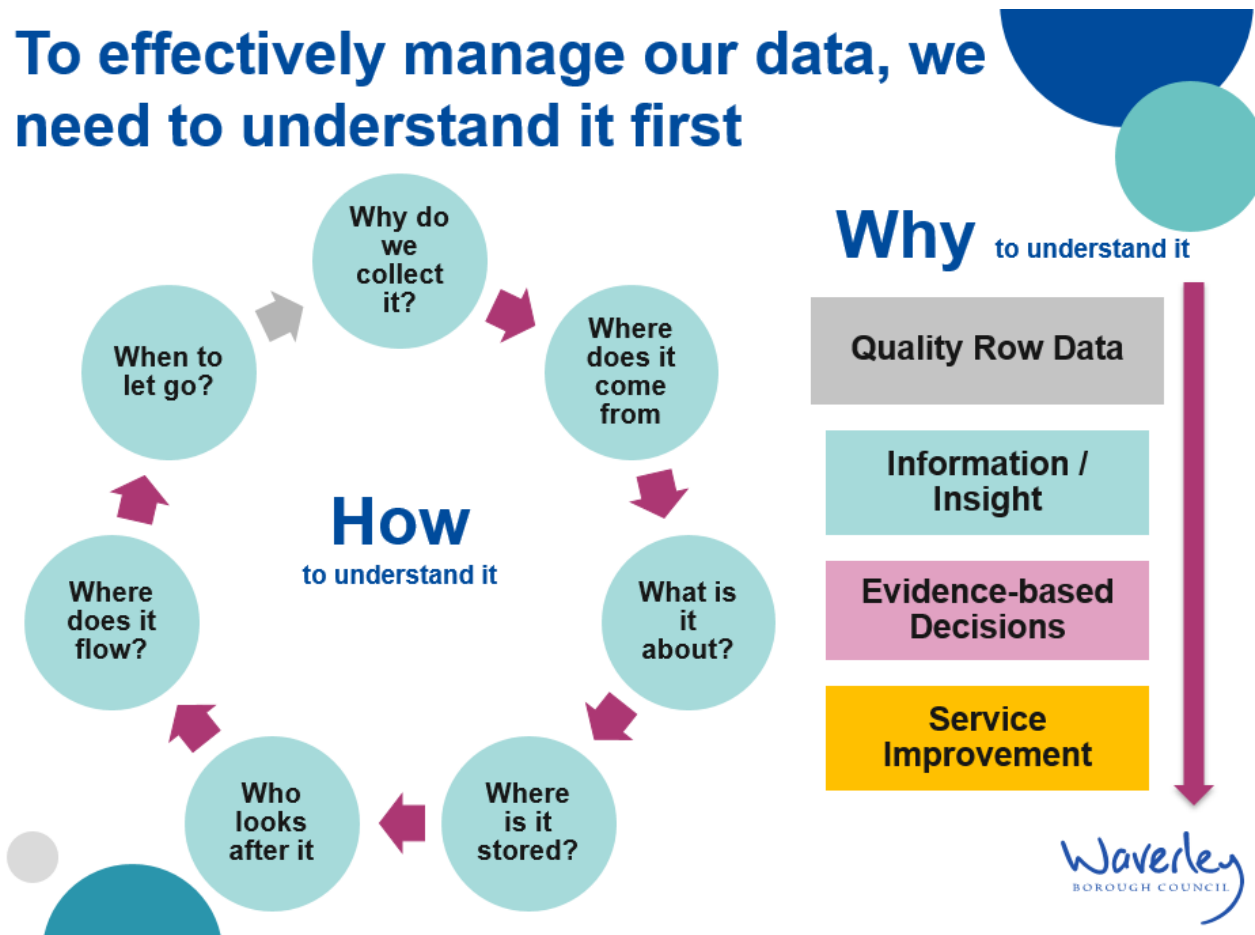 To effectively manage our data, we
need to understand it first
Why do
we
collect
it?
Where
does it
come
from
What is
it
about?
Where
is it
stored?
Who
looks
after it
Where
does it
flow?
When to
let go?
How
to understand it
Why to understand it
Quality Row Data
Information /
Insight
Evidence-based
Decisions
Service
Improvement
Waverley
BOROUGH COUNCIL